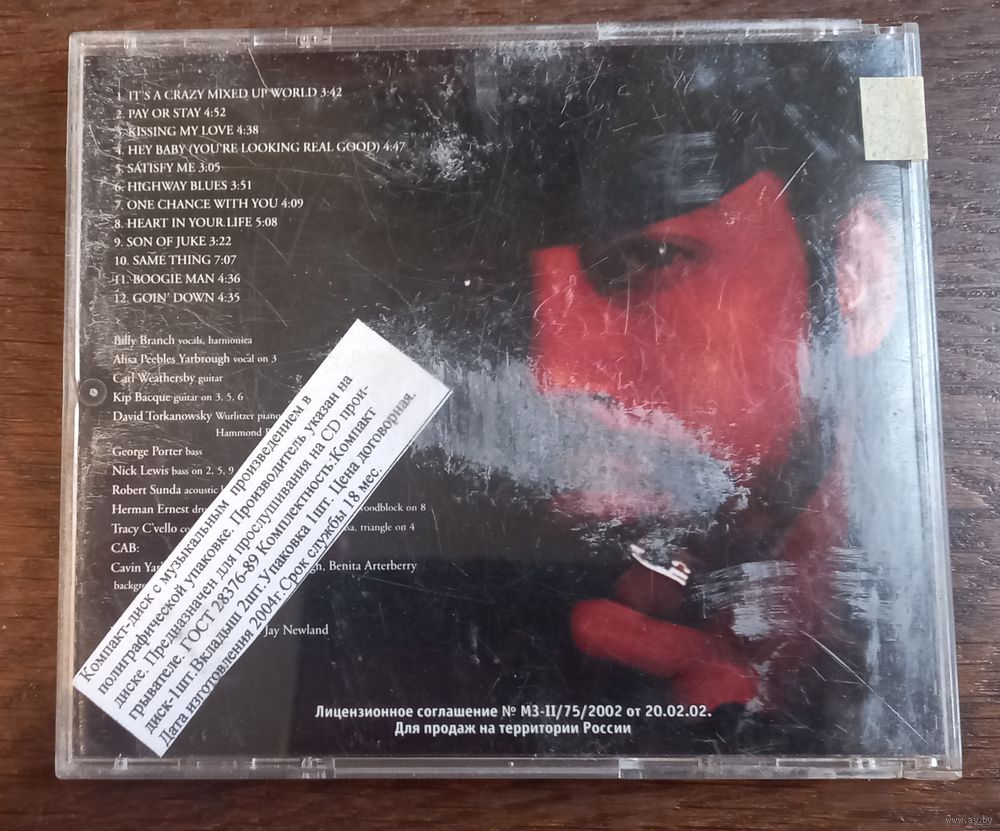 1. IT'S A CRAZY MIXED UP WORLD 3:42
2. PAY OR STAY 4:52
3. KISSING MY LOVE 4:38
4. HEY BABY (YOU'RE LOOKING REAL GOOD) 4:47
5. SATISFY ME 3:05
6. HIGHWAY BLUES 3:51
7. ONE CHANCE WITH YOU 4:09
8. HEART IN YOUR LIFE 5:08
9. SON OF JUKE 3:22
10. SAME THING 7:07
11. BOOGIE MAN 4:36
12. GOIN' DOWN 4:35
Billy Branch vocals, harmonica
Alisa Peebles Yarbrough vocal on 3
Carl Weathersby guitar
Kip Bacque guitar on 3, 5, 6
David Torkanowsky Wurlitzer piano
Hammond
George Porter bass
Nick Lewis bass on 2, 5, 9
Robert Sunda acoustic
Herman Ernest woodblock on 8
Tracy C'vello triangle on 4
CAB:
Cavin Benita Arterberry
Jay Newland
Компакт-диск с музыкальным произведением в
полиграфической упаковке. Производитель указан на
диске. Предназначен для прослушивания на CD прои-
грывателе. ГОСТ 28376-89 Комплектность:Компакт
диск-1шт.Вкладыш 2шт.Упаковка 1шт. Цена договорная.
Дата изготовления 2004г.Срок службы 18 мес.
Лицензионное соглашение № МЗ-II/75/2002 от 20.02.02.
Для продаж на территории России
www.ay.by